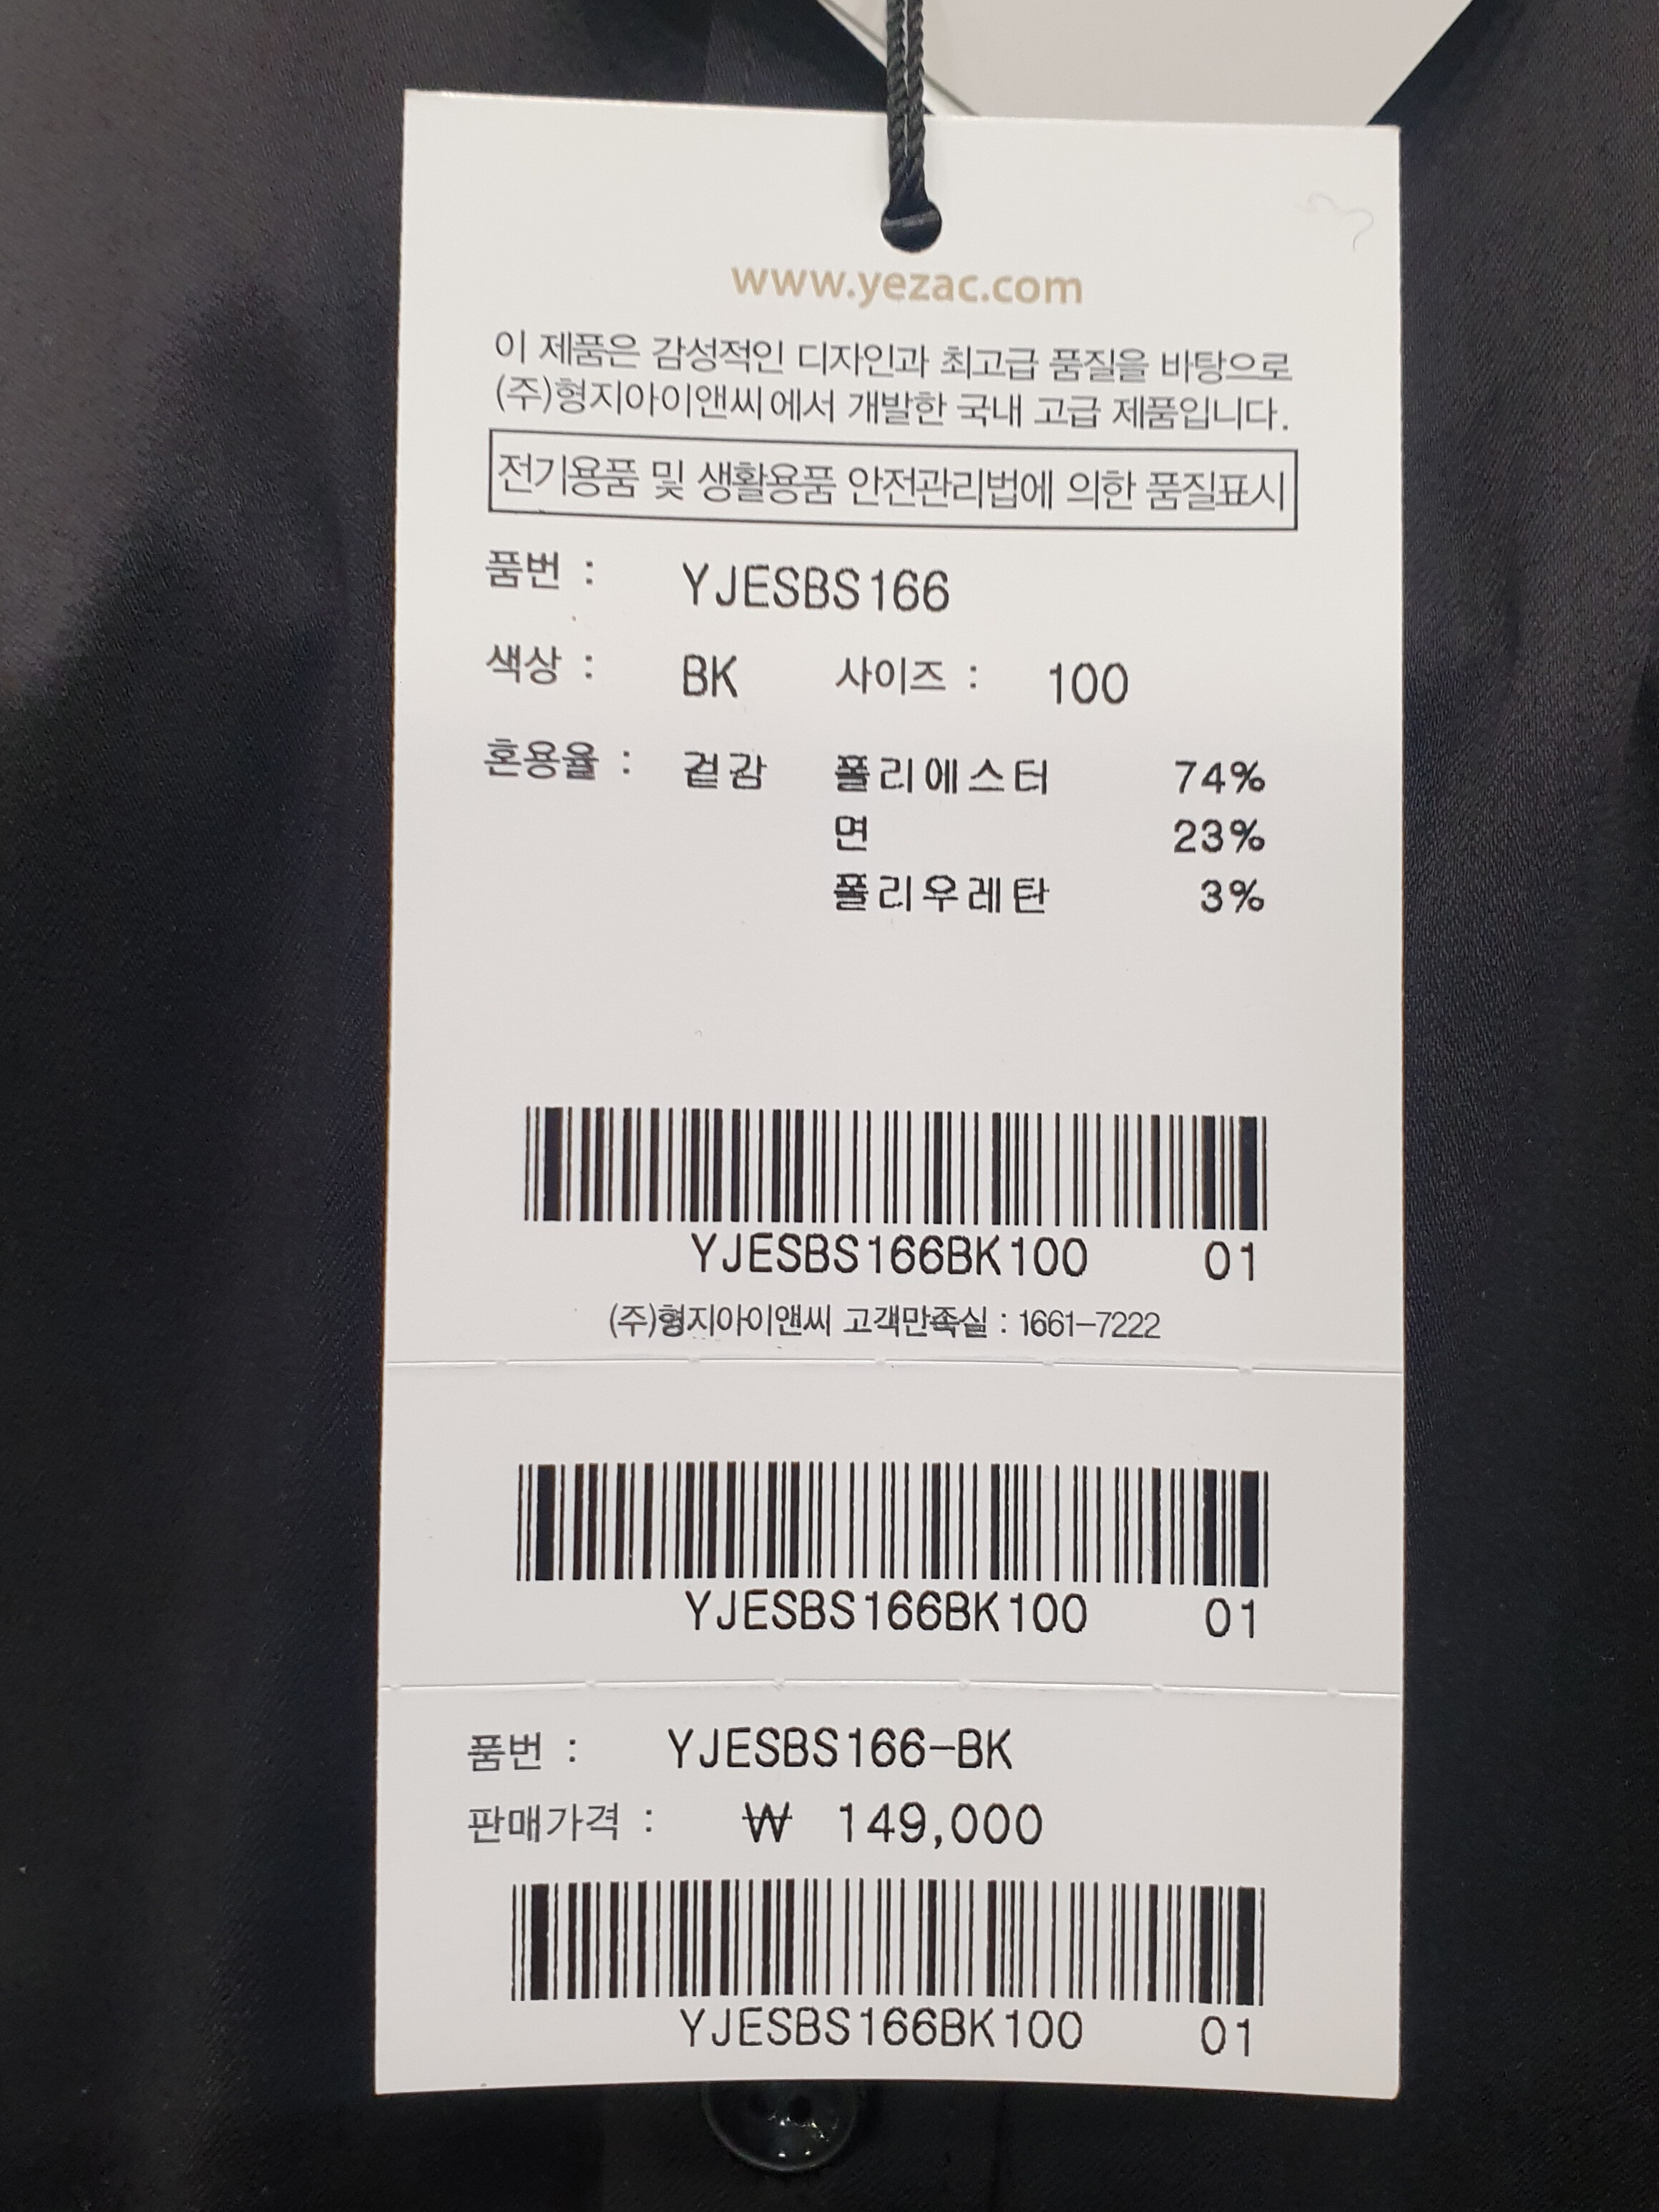 www.yezac.com
이 제품은 감성적인 디자인과 최고급 품질을 바탕으로
(주)형지아이앤씨에서 개발한 국내 고급 제품입니다.
전기용품 및 생활용품 안전관리법에 의한 품질표시
품번 : YJESBS166
색상 : BK 사이즈 : 100
혼용율 : 겉감 폴리에스터 74%
면 23%
폴리우레탄 3%
YJESBS166BK100 01
(주)형지아이앤씨 고객만족실 : 1661-7222
YJESBS166BK100 01
품번 : YJESBS166-BK
판매가격 : ₩ 149,000
YJESBS166BK100 01